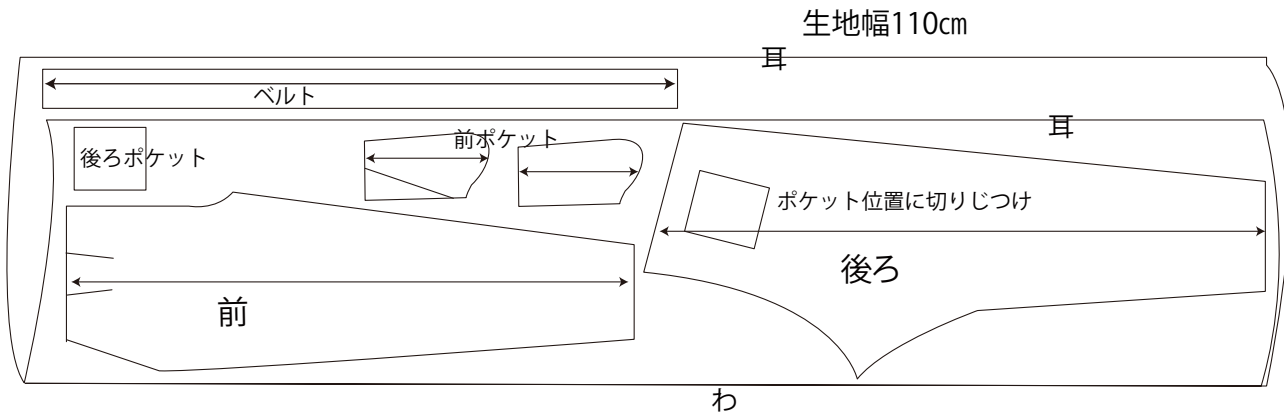 生地幅110㎝
耳
ベルト
耳
後ろポケット
前ポケット
ポケット位置に切りじつけ
後ろ
前
わ